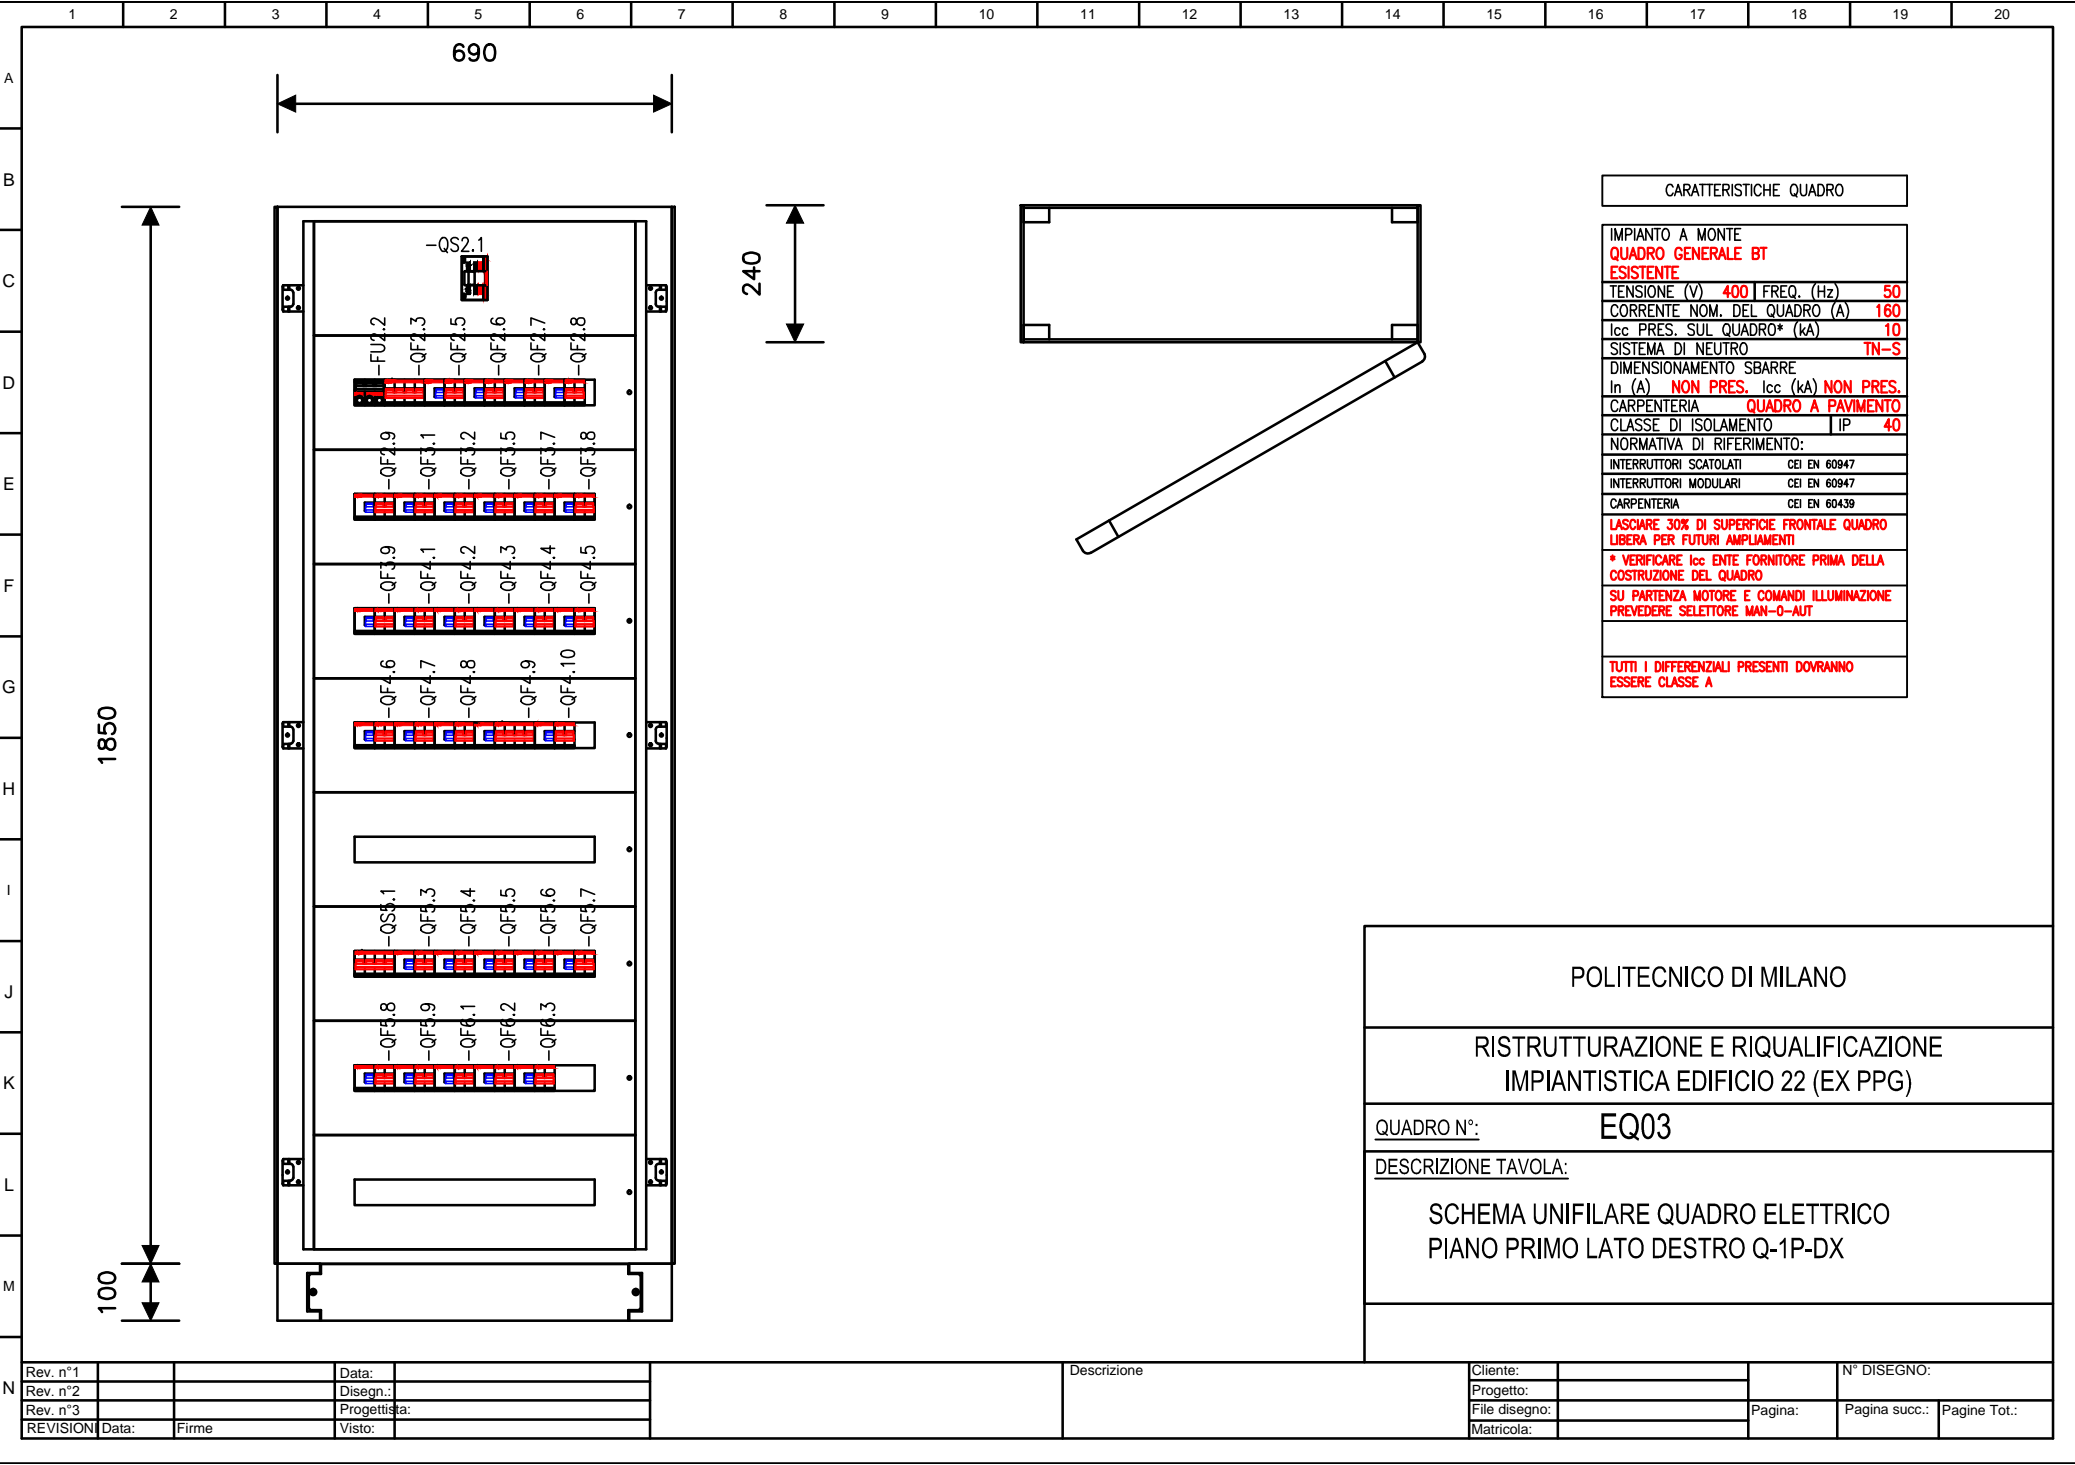 1 2 3 4 5 6 7 8 9 10 11 12 13 14 15 16 17 18 19 20
A
B
C
D
E
F
G
H
I
J
K
L
M
N
690
1850
100
240
-QS2.1
-FU2.2 -QF2.3 -QF2.5 -QF2.6 -QF2.7 -QF2.8
-QF2.9 -QF3.1 -QF3.2 -QF3.5 -QF3.7 -QF3.8
-QF3.9 -QF4.1 -QF4.2 -QF4.3 -QF4.4 -QF4.5
-QF4.6 -QF4.7 -QF4.8 -QF4.9 -QF4.10
-QS5.1 -QF5.3 -QF5.4 -QF5.5 -QF5.6 -QF5.7
-QF5.8 -QF5.9 -QF6.1 -QF6.2 -QF6.3
CARATTERISTICHE QUADRO
IMPIANTO A MONTE
QUADRO GENERALE BT
ESISTENTE
TENSIONE (V) 400 FREQ. (Hz) 50
CORRENTE NOM. DEL QUADRO (A) 160
Icc PRES. SUL QUADRO* (kA) 10
SISTEMA DI NEUTRO TN-S
DIMENSIONAMENTO SBARRE
In (A) NON PRES. Icc (kA) NON PRES.
CARPENTERIA QUADRO A PAVIMENTO
CLASSE DI ISOLAMENTO IP 40
NORMATIVA DI RIFERIMENTO:
INTERRUTTORI SCATOLATI CEI EN 60947
INTERRUTTORI MODULARI CEI EN 60947
CARPENTERIA CEI EN 60439
LASCIARE 30% DI SUPERFICIE FRONTALE QUADRO
LIBERA PER FUTURI AMPLIAMENTI
* VERIFICARE Icc ENTE FORNITORE PRIMA DELLA
COSTRUZIONE DEL QUADRO
SU PARTENZA MOTORE E COMANDI ILLUMINAZIONE
PREVEDERE SELETTORE MAN-O-AUT
TUTTI I DIFFERENZIALI PRESENTI DOVRANNO
ESSERE CLASSE A
POLITECNICO DI MILANO
RISTRUTTURAZIONE E RIQUALIFICAZIONE
IMPIANTISTICA EDIFICIO 22 (EX PPG)
QUADRO N°: EQ03
DESCRIZIONE TAVOLA:
SCHEMA UNIFILARE QUADRO ELETTRICO
PIANO PRIMO LATO DESTRO Q-1P-DX
Rev. n°1 Data: Descrizione Cliente: N° DISEGNO:
Rev. n°2 Disegn.: Progetto:
Rev. n°3 Progettista: File disegno: Pagina: Pagina succ.: Pagine Tot.:
REVISIONI Data: Firme Visto: Matricola: